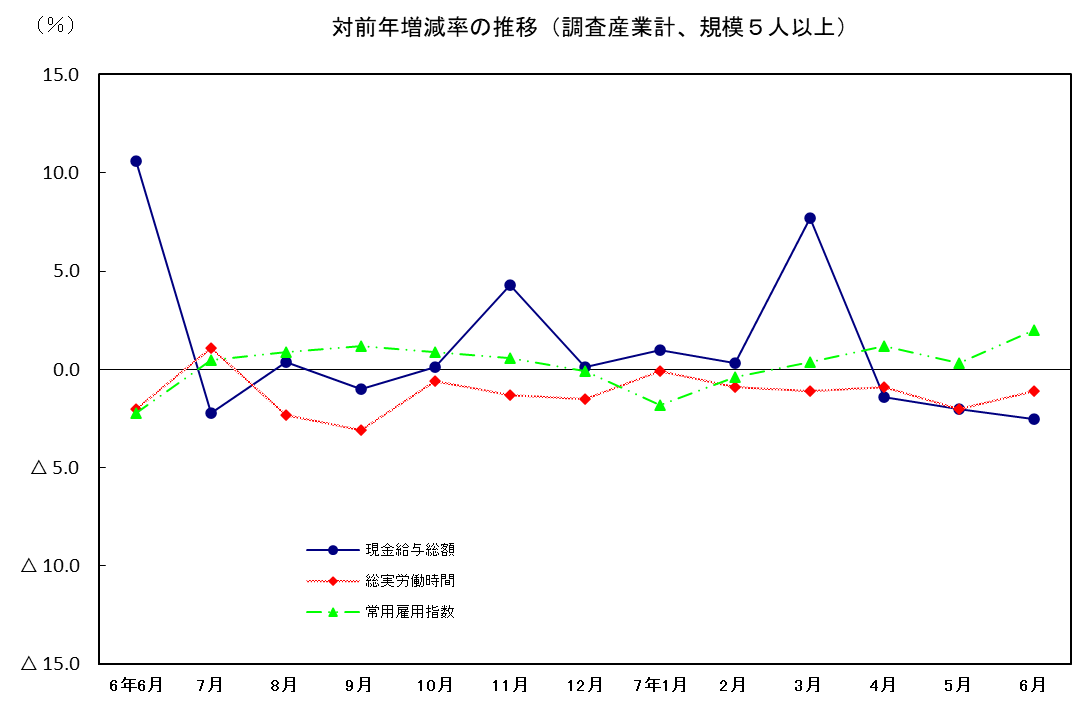 （％）
対前年増減率の推移（調査産業計、規模５人以上）
15.0
10.0
5.0
0.0
△ 5.0
△ 10.0
△ 15.0
現金給与総額
総実労働時間
常用雇用指数
6年6月 7月 8月 9月 10月 11月 12月 7年1月 2月 3月 4月 5月 6月